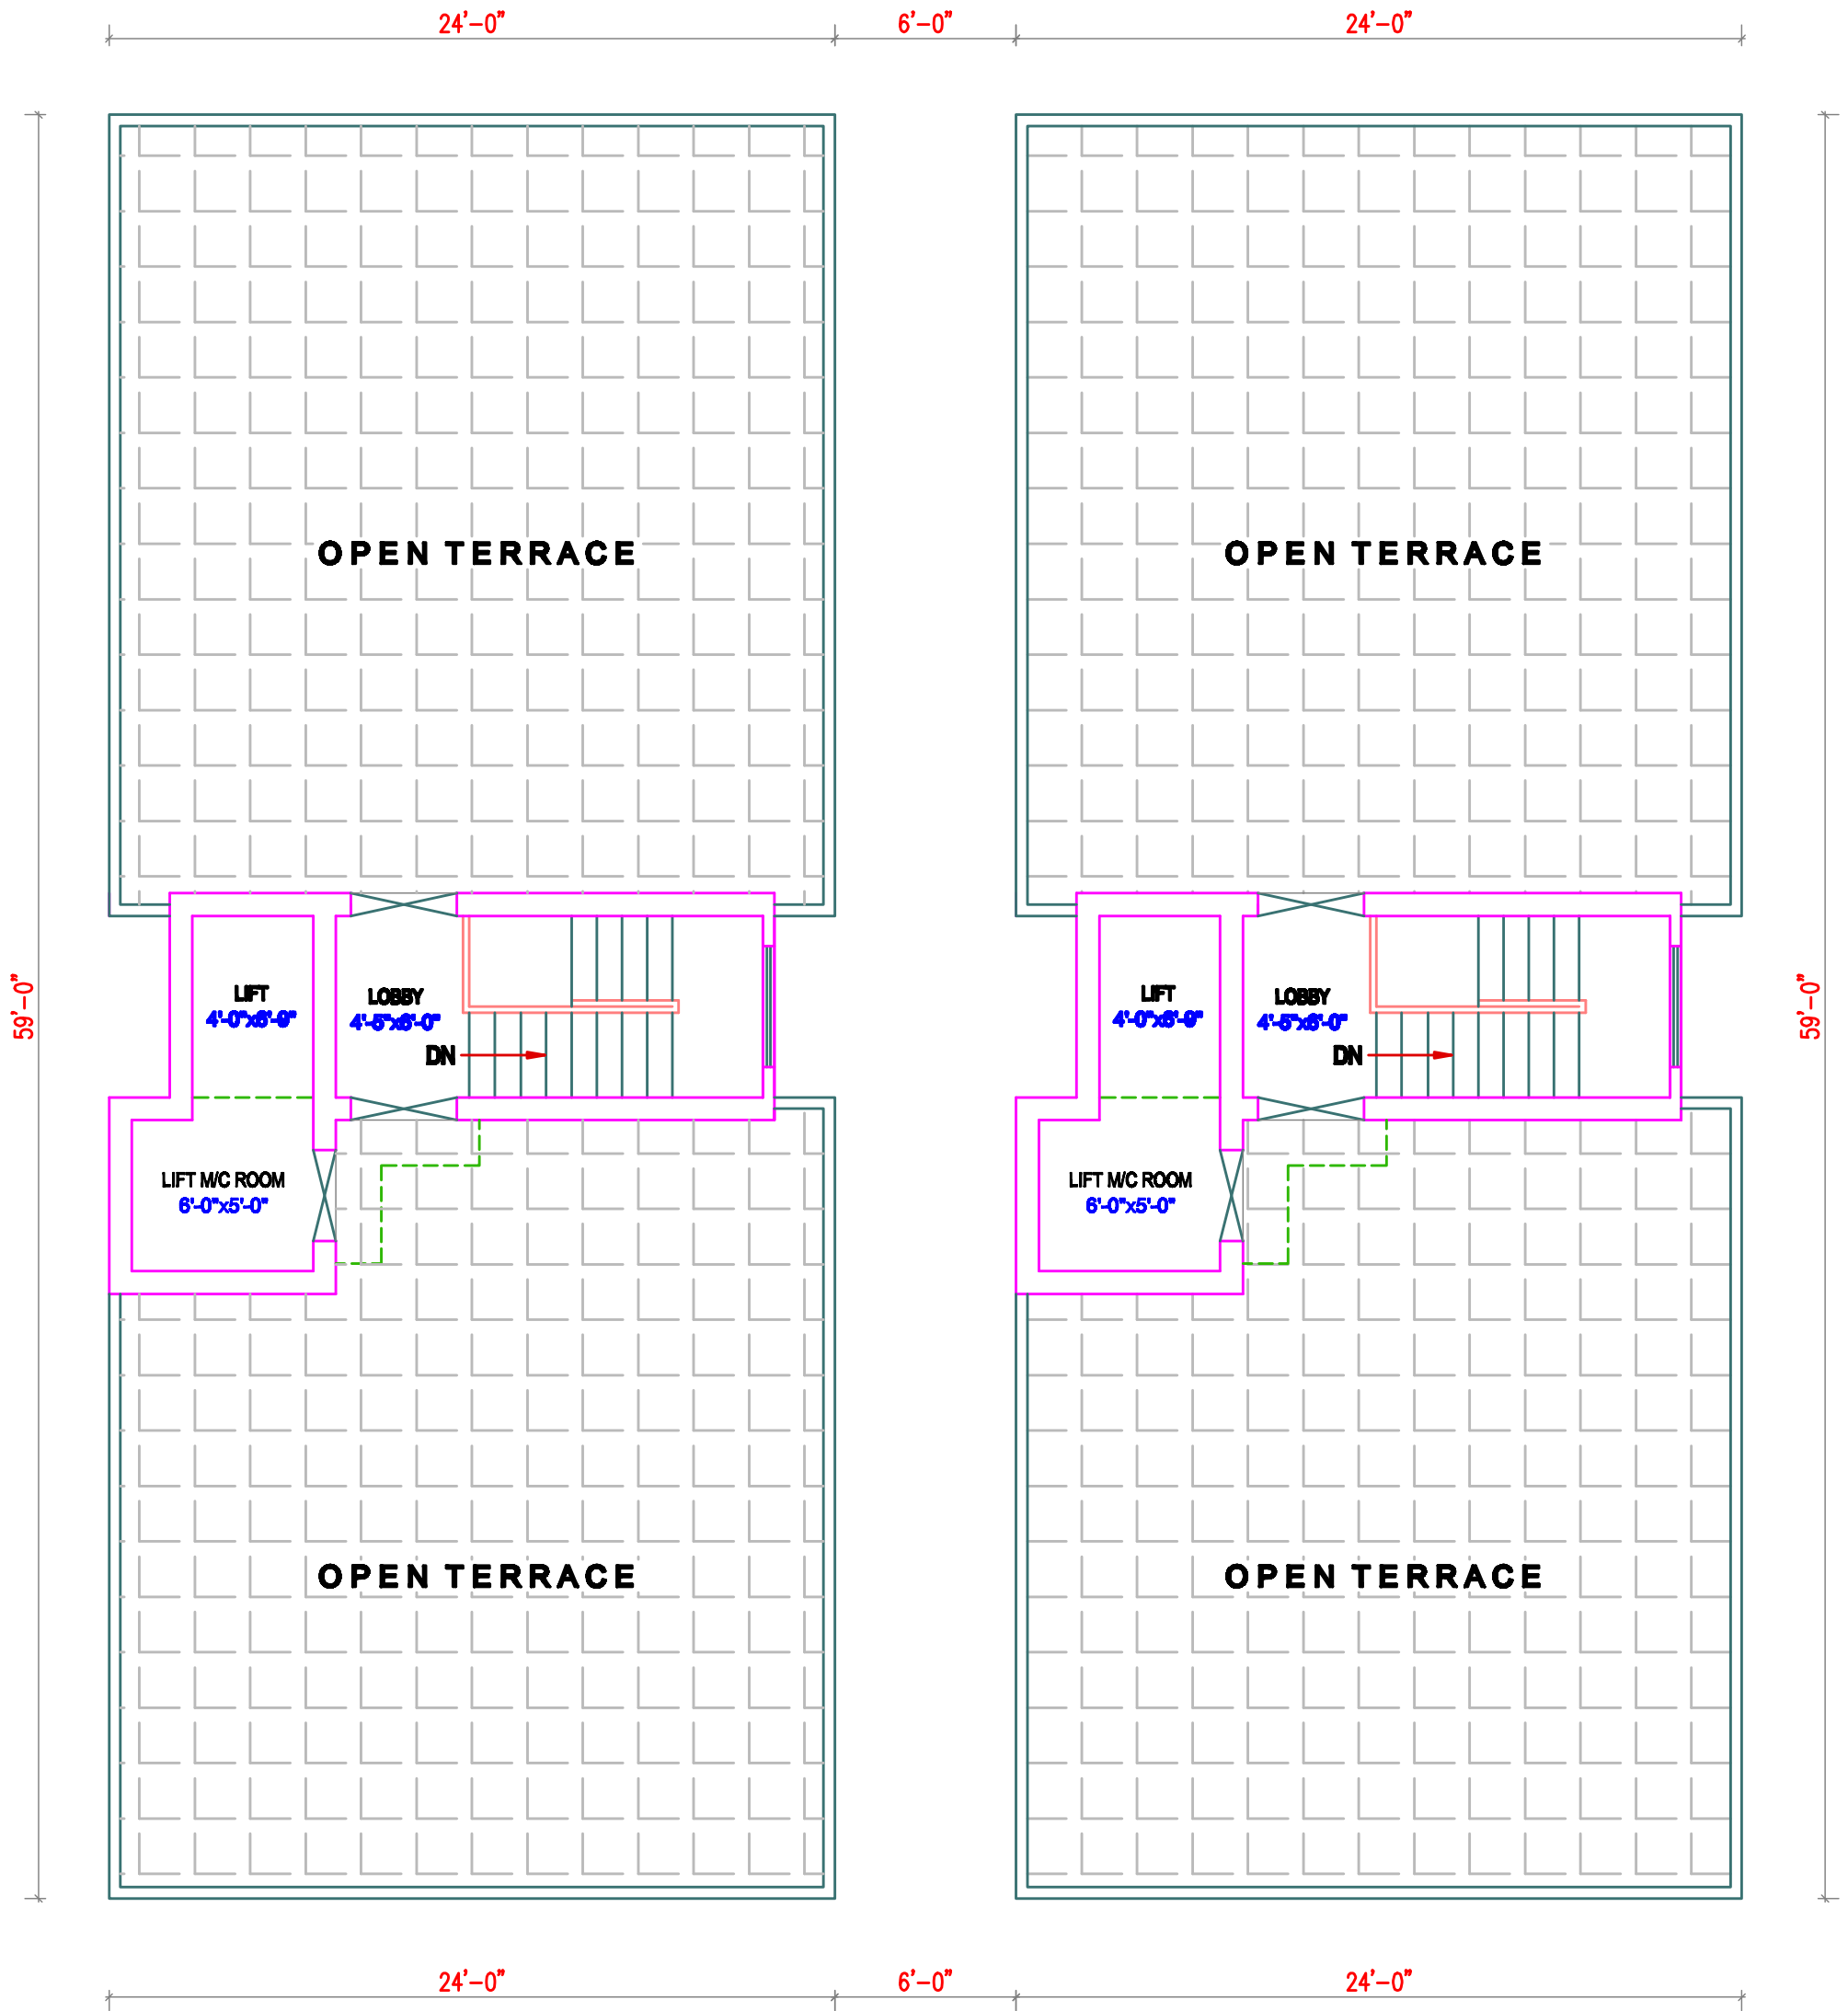 24'-0"
6'-0"
24'-0"
OPEN TERRACE
OPEN TERRACE
59'-0"
LIFT
4'-0"x6'-9"
LOBBY
4'-5"x6'-0"
DN
LIFT
4'-0"x6'-9"
LOBBY
4'-5"x6'-0"
DN
59'-0"
LIFT M/C ROOM
6'-0"x5'-0"
LIFT M/C ROOM
6'-0"x5'-0"
OPEN TERRACE
OPEN TERRACE
24'-0"
6'-0"
24'-0"